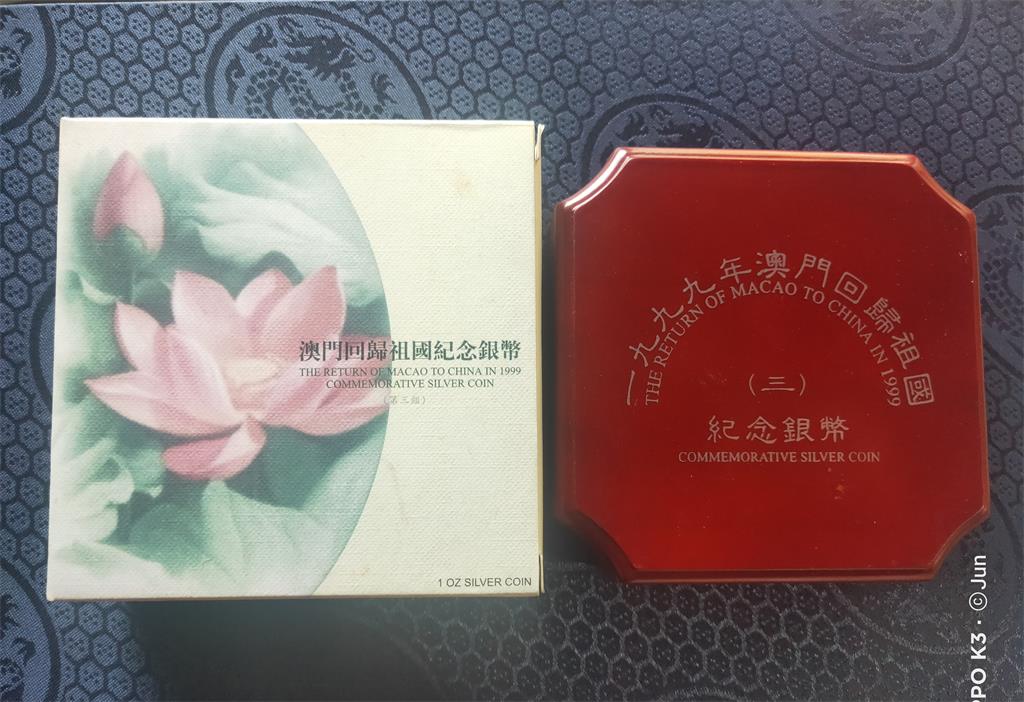 澳門回歸祖國紀念銀幣
THE RETURN OF MACAO TO CHINA IN 1999
COMMEMORATIVE SILVER COIN
(第三組)
1 OZ SILVER COIN
一九九九年澳門回歸祖國
THE RETURN OF MACAO TO CHINA IN 1999
(三)
紀念銀幣
COMMEMORATIVE SILVER COIN
PPO K3 · © Jun